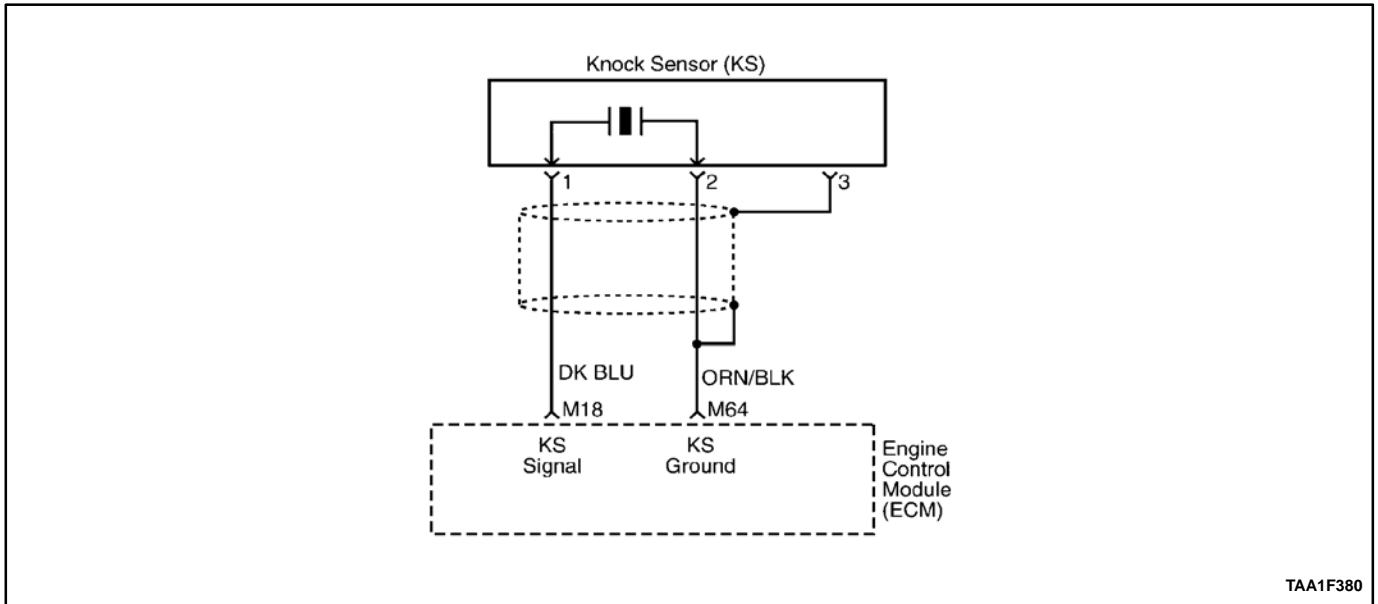 Knock Sensor (KS)
1
2
3
DK BLU
ORN/BLK
M18
M64
KS
Signal
KS
Ground
Engine
Control
Module
(ECM)
TAA1F380